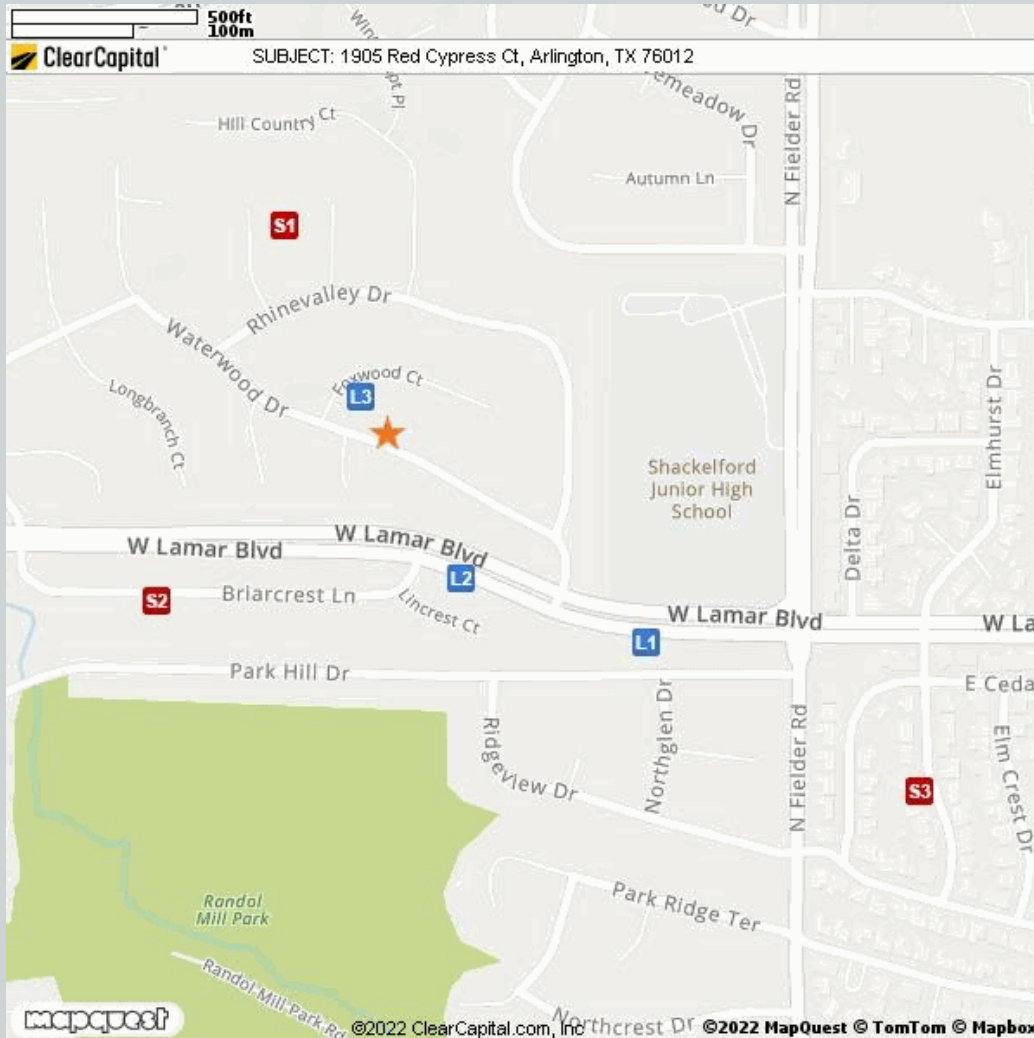 500ft
100m
ClearCapital
SUBJECT: 1905 Red Cypress Ct, Arlington, TX 76012
Hill Country Ct
Autumn Ln
N Fielder Rd
S1
Rhinevalley Dr
Waterwood Dr
Foxwood Ct
L3
Longbranch Ct
Elmhurst Dr
Shackelford
Junior High
School
Delta Dr
W Lamar Blvd
W Lamar Blvd
L2
S2
Briarcrest Ln
Lincrest Ct
W Lamar Blvd
W La
L1
Park Hill Dr
E Ceda
Ridgeview Dr
Northglen Dr
N Fielder Rd
Elm Crest Dr
S3
Randol
Mill Park
Park Ridge Ter
Randol Mill Park Rd
Northcrest Dr
mapquest
©2022 ClearCapital.com, Inc
©2022 MapQuest © TomTom © Mapbox